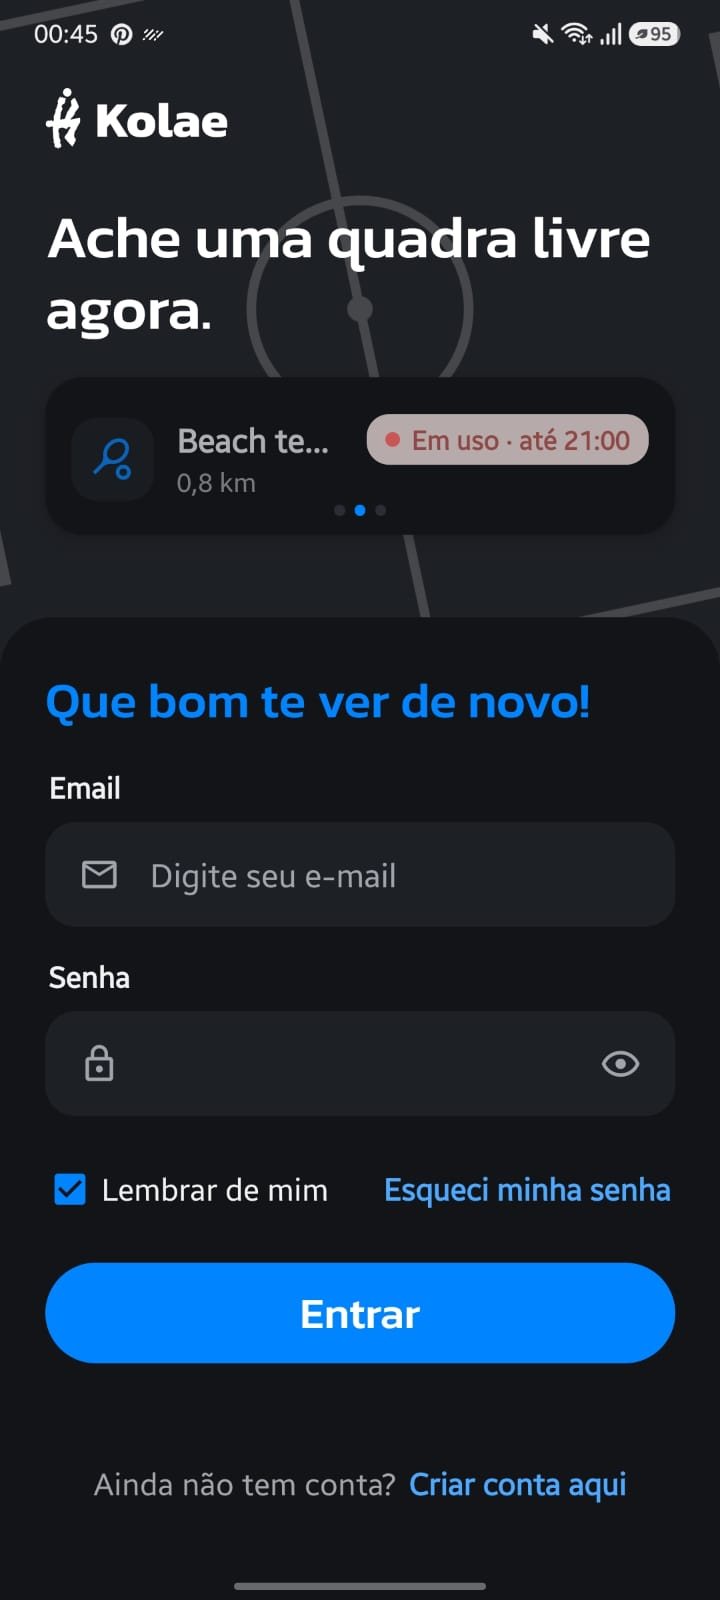 00:45
95
Kolae
Ache uma quadra livre
agora.
Beach te...
Em uso · até 21:00
0,8 km
Que bom te ver de novo!
Email
Digite seu e-mail
Senha
Lembrar de mim
Esqueci minha senha
Entrar
Ainda não tem conta? Criar conta aqui